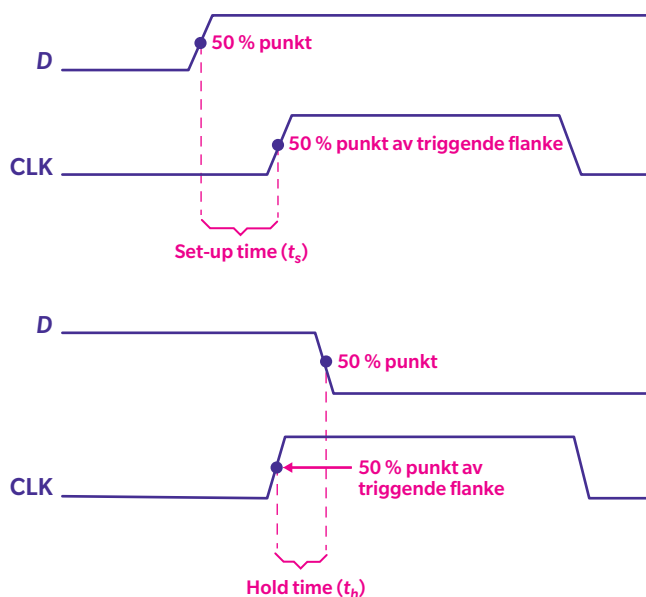 D
50 % punkt
CLK
50 % punkt av triggende flanke
Set-up time (tₛ)
D
50 % punkt
CLK
50 % punkt av
triggende flanke
Hold time (tₕ)